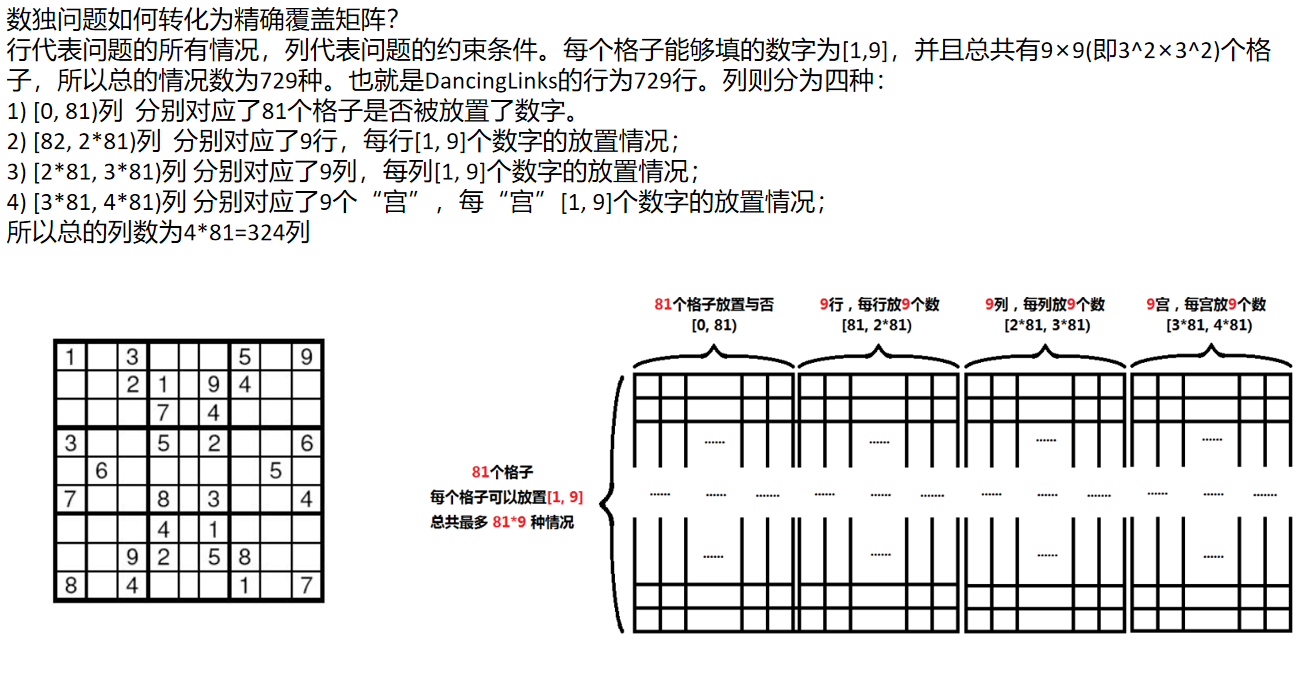 数独问题如何转化为精确覆盖矩阵？
行代表问题的所有情况，列代表问题的约束条件。每个格子能够填的数字为[1,9]，并且总共有9×9(即3^2×3^2)个格
子，所以总的情况数为729种。也就是DancingLinks的行为729行。列则分为四种：
1) [0, 81)列 分别对应了81个格子是否被放置了数字。
2) [82, 2*81)列 分别对应了9行，每行[1, 9]个数字的放置情况；
3) [2*81, 3*81)列 分别对应了9列，每列[1, 9]个数字的放置情况；
4) [3*81, 4*81)列 分别对应了9个“宫”，每“宫”[1, 9]个数字的放置情况；
所以总的列数为4*81=324列
81个格子放置与否 9行，每行放9个数 9列，每列放9个数 9宫，每宫放9个数
[0, 81) [81, 2*81) [2*81, 3*81) [3*81, 4*81)
1 3 5 9
2 1 9 4
7 4
3 5 2 6
6 5
7 8 3 4
4 1
9 2 5 8
8 4 1 7
81个格子
每个格子可以放置[1, 9]
总共最多 81*9 种情况
...... ...... ...... ......
...... ...... ....... ...... ...... ....... ...... ...... ....... ...... ...... .......
...... ...... ...... ......